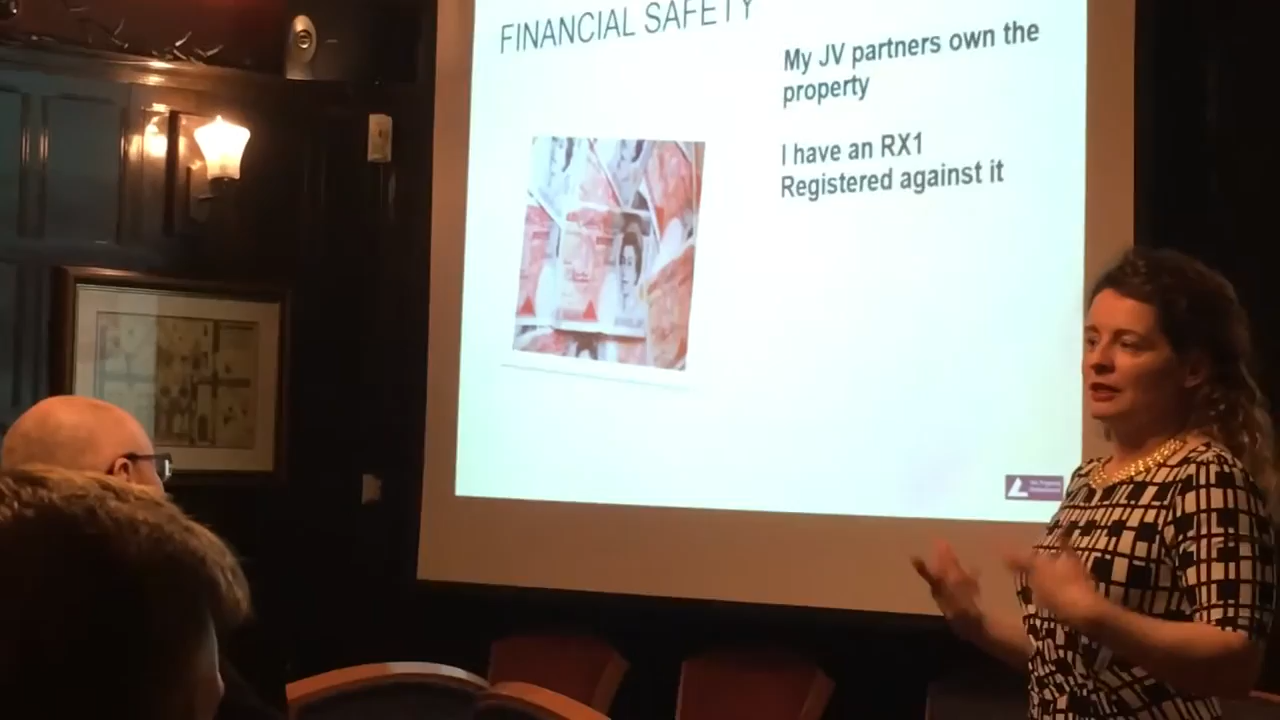 FINANCIAL SAFETY
My JV partners own the
property
I have an RX1
Registered against it